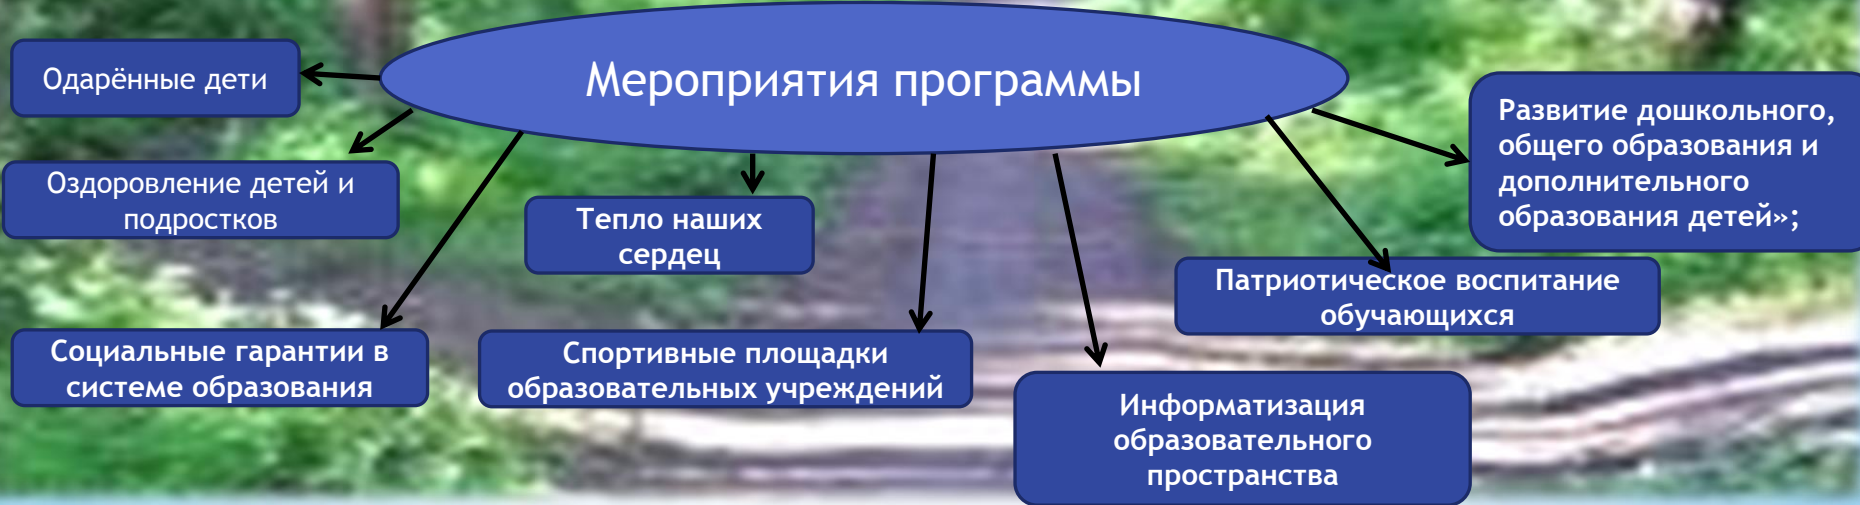 Мероприятия программы
Одарённые дети
Оздоровление детей и
подростков
Социальные гарантии в
системе образования
Тепло наших
сердец
Спортивные площадки
образовательных учреждений
Информатизация
образовательного
пространства
Патриотическое воспитание
обучающихся
Развитие дошкольного,
общего образования и
дополнительного
образования детей»;